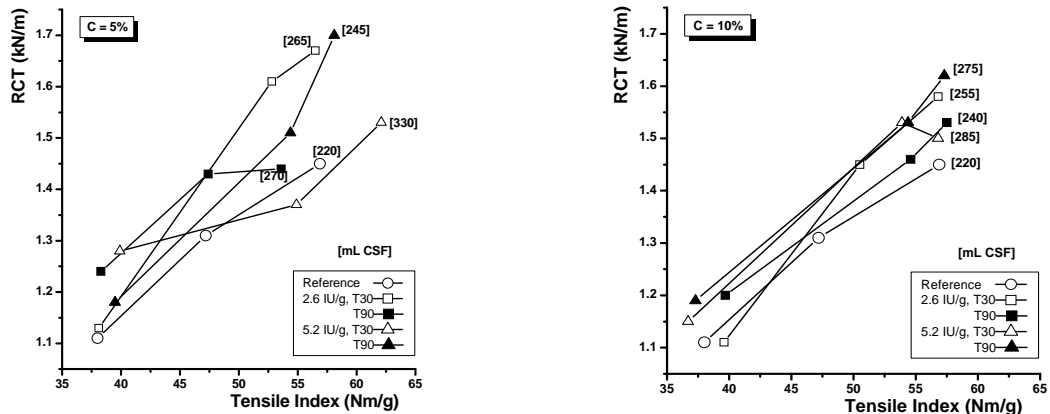 C = 5%
RCT (kN/m)
1.7
1.6
1.5
1.4
1.3
1.2
1.1
[265]
[245]
[330]
[220]
[270]
[mL CSF]
Reference
2.6 IU/g, T30
T90
5.2 IU/g, T30
T90
35 40 45 50 55 60 65
Tensile Index (Nm/g)
C = 10%
RCT (kN/m)
1.7
1.6
1.5
1.4
1.3
1.2
1.1
[275]
[255]
[240]
[285]
[220]
[mL CSF]
Reference
2.6 IU/g, T30
T90
5.2 IU/g, T30
T90
35 40 45 50 55 60 65
Tensile Index (Nm/g)